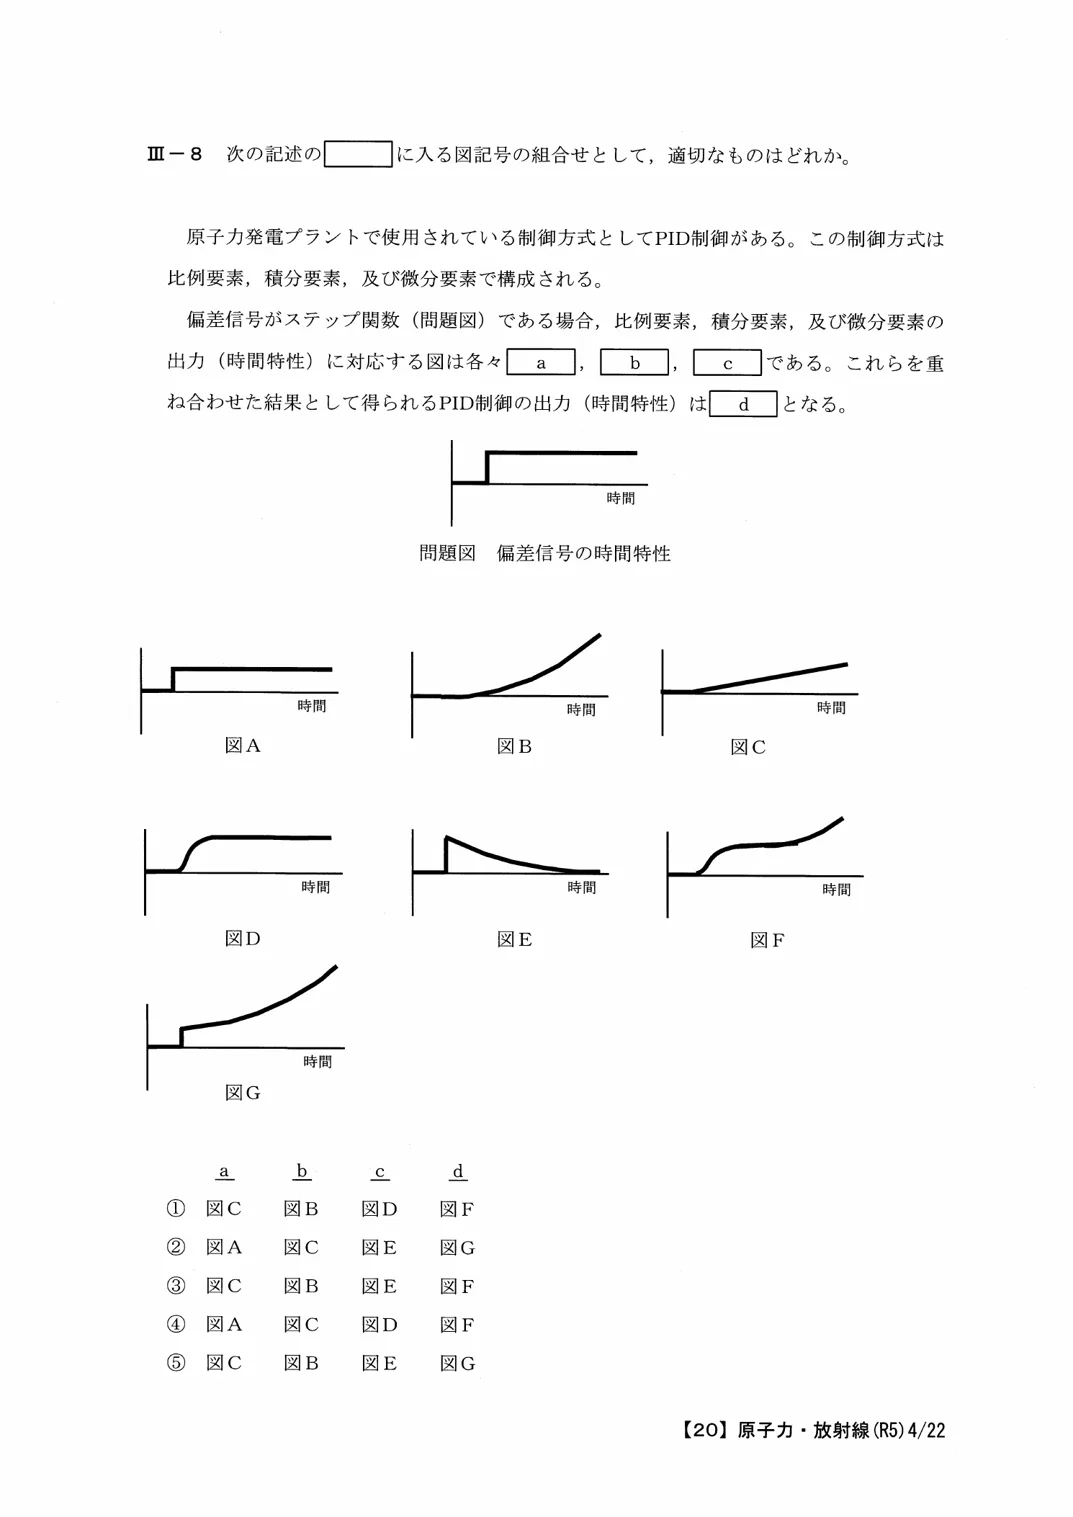 Ⅲ－８　次の記述の　　　に入る図記号の組合せとして，適切なものはどれか。
原子力発電プラントで使用されている制御方式としてPID制御がある。この制御方式は
比例要素，積分要素，及び微分要素で構成される。
偏差信号がステップ関数（問題図）である場合，比例要素，積分要素，及び微分要素の
出力（時間特性）に対応する図は各々 a ， b ， c である。これらを重
ね合わせた結果として得られるPID制御の出力（時間特性）は d となる。
時間
問題図　偏差信号の時間特性
時間 時間 時間
図A 図B 図C
時間 時間 時間
図D 図E 図F
時間
図G
a b c d
① 図C 図B 図D 図F
② 図A 図C 図E 図G
③ 図C 図B 図E 図F
④ 図A 図C 図D 図F
⑤ 図C 図B 図E 図G
【20】原子力・放射線(R5)4/22